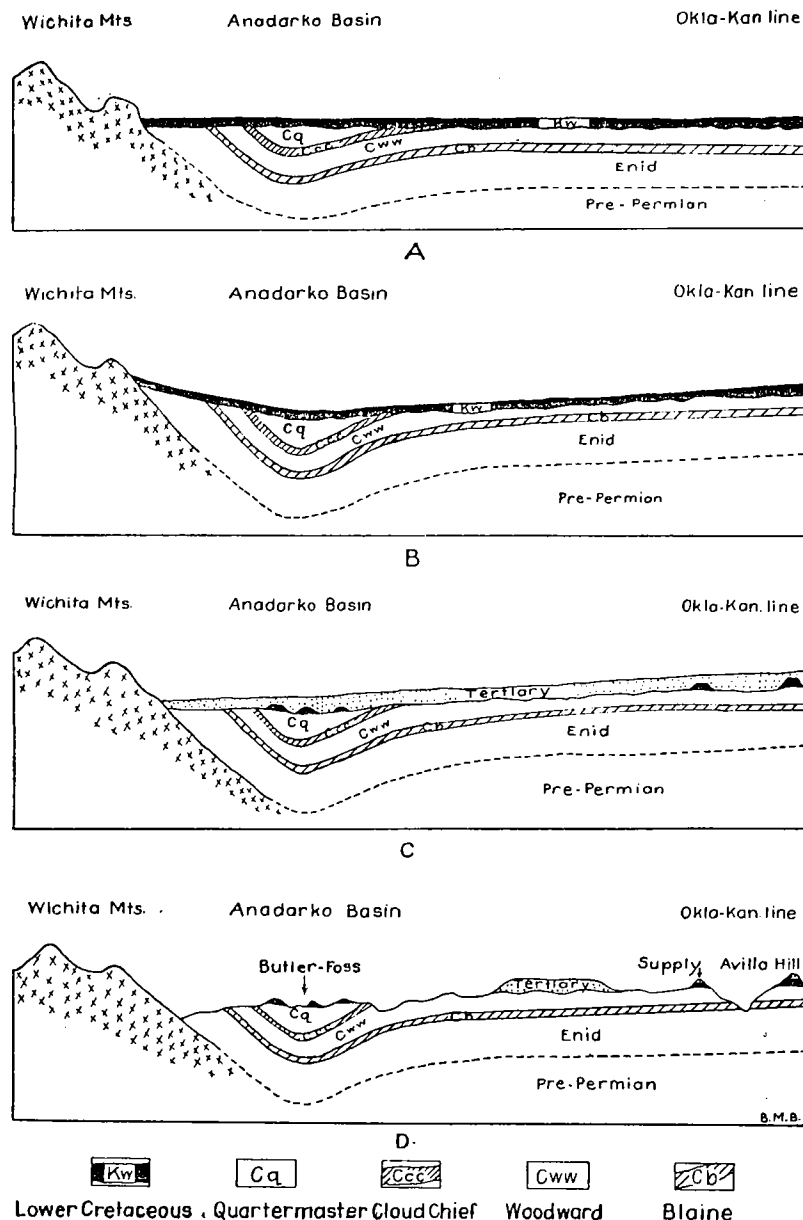 Wichita Mts Anadarko Basin Okla-Kan line
Kw
Cq
Ccc
Cww
Cb
Enid
Pre-Permian
A
Wichita Mts. Anadarko Basin Okla-Kan line
Kw
Cq
Ccc
Cww
Cb
Enid
Pre-Permian
B
Wichita Mts. Anadarko Basin Okla-Kan. line
Tertiary
Cq
Ccc
Cww
Cb
Enid
Pre-Permian
C
Wichita Mts. Anadarko Basin Okla-Kan. line
Butler-Foss Supply Avilla Hill
Tertiary
Cq
Cww
Cb
Enid
Pre-Permian
B.M.B.
D.
Kw Cq Ccc Cww Cb
Lower Cretaceous Quartermaster Cloud Chief Woodward Blaine